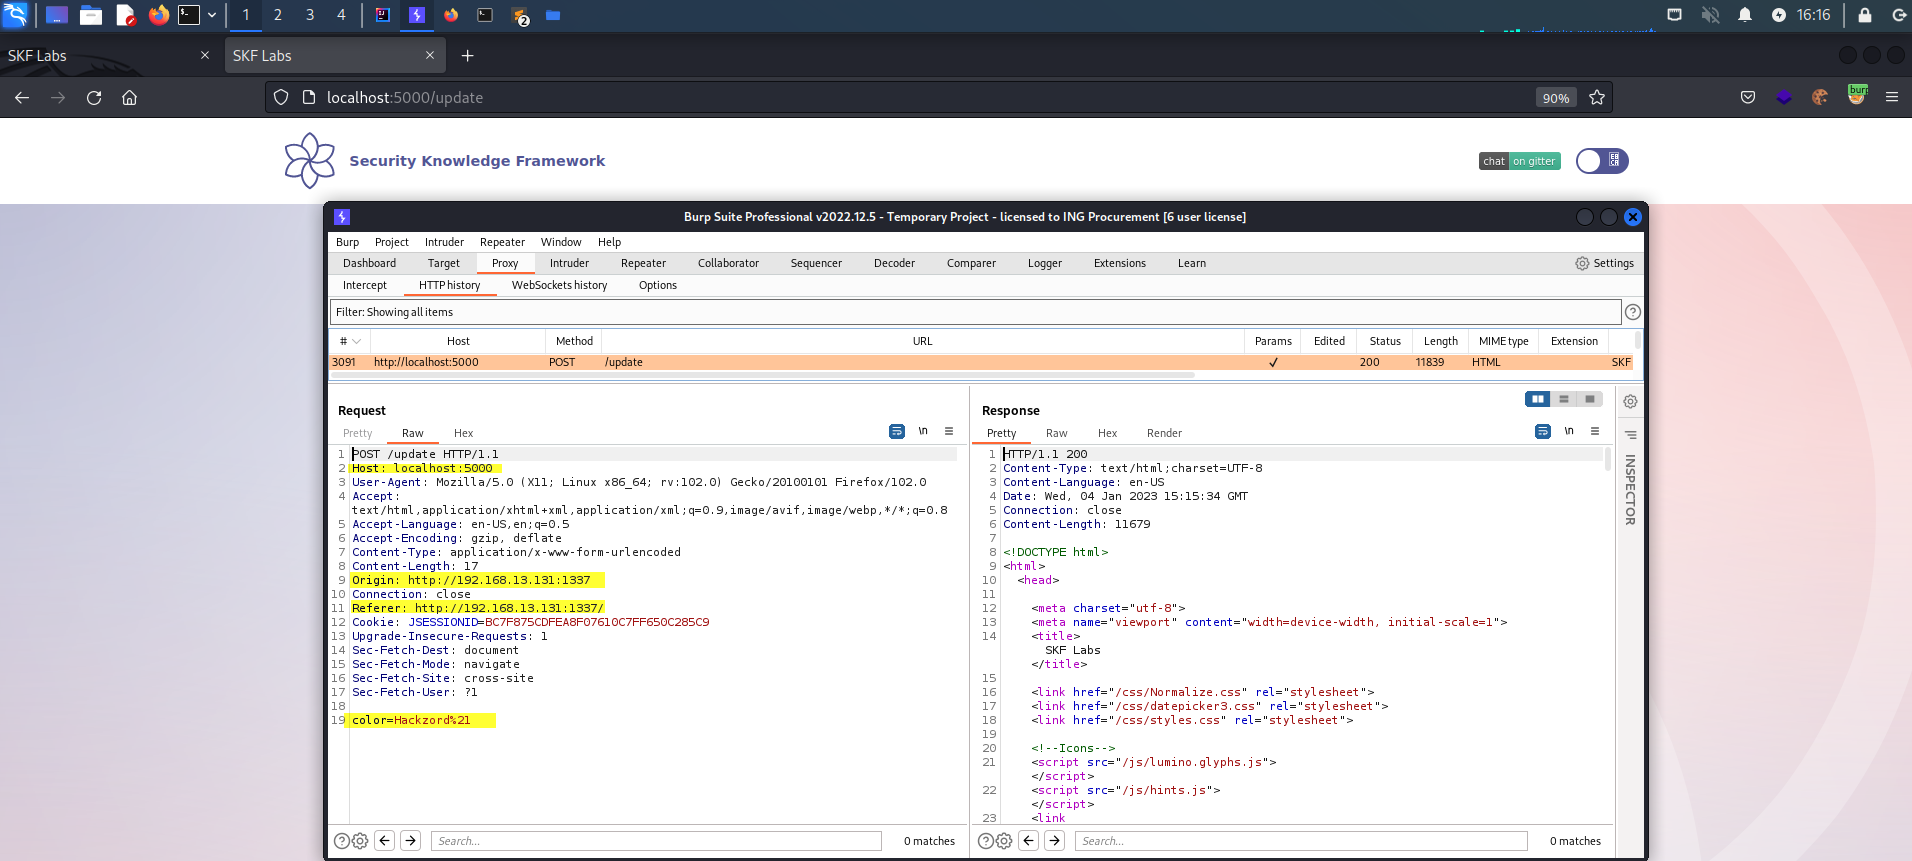 1 2 3 4
2
16:16
SKF Labs
SKF Labs
localhost:5000/update
90%
burp
Security Knowledge Framework
chat on gitter
Burp Suite Professional v2022.12.5 - Temporary Project - licensed to ING Procurement [6 user license]
Burp Project Intruder Repeater Window Help
Dashboard Target Proxy Intruder Repeater Collaborator Sequencer Decoder Comparer Logger Extensions Learn
Settings
Intercept HTTP history WebSockets history Options
Filter: Showing all items
?
# Host Method URL Params Edited Status Length MIME type Extension
3091 http://localhost:5000 POST /update ✓ 200 11839 HTML SKF
Request
Pretty Raw Hex
\n
1 POST /update HTTP/1.1
2 Host: localhost:5000
3 User-Agent: Mozilla/5.0 (X11; Linux x86_64; rv:102.0) Gecko/20100101 Firefox/102.0
4 Accept:
text/html,application/xhtml+xml,application/xml;q=0.9,image/avif,image/webp,*/*;q=0.8
5 Accept-Language: en-US,en;q=0.5
6 Accept-Encoding: gzip, deflate
7 Content-Type: application/x-www-form-urlencoded
8 Content-Length: 17
9 Origin: http://192.168.13.131:1337
10 Connection: close
11 Referer: http://192.168.13.131:1337/
12 Cookie: JSESSIONID=BC7F875CDFEA8F07610C7FF650C285C9
13 Upgrade-Insecure-Requests: 1
14 Sec-Fetch-Dest: document
15 Sec-Fetch-Mode: navigate
16 Sec-Fetch-Site: cross-site
17 Sec-Fetch-User: ?1
18
19 color=Hackzord%21
Search...
0 matches
Response
Pretty Raw Hex Render
\n
1 HTTP/1.1 200
2 Content-Type: text/html;charset=UTF-8
3 Content-Language: en-US
4 Date: Wed, 04 Jan 2023 15:15:34 GMT
5 Connection: close
6 Content-Length: 11679
7
8 <!DOCTYPE html>
9 <html>
10 <head>
11
12 <meta charset="utf-8">
13 <meta name="viewport" content="width=device-width, initial-scale=1">
14 <title>
SKF Labs
</title>
15
16 <link href="/css/Normalize.css" rel="stylesheet">
17 <link href="/css/datepicker3.css" rel="stylesheet">
18 <link href="/css/styles.css" rel="stylesheet">
19
20 <!--Icons-->
21 <script src="/js/lumino.glyphs.js">
</script>
22 <script src="/js/hints.js">
</script>
23 <link
Search...
0 matches
INSPECTOR